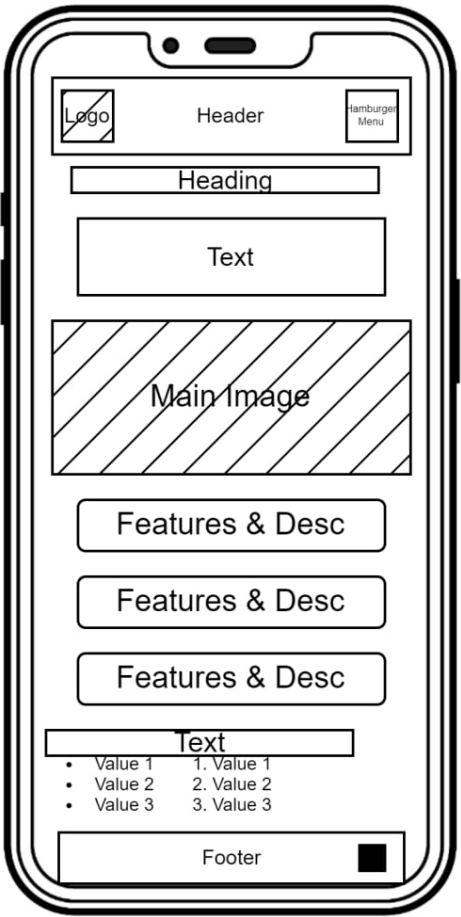 Logo
Header
Hamburger
Menu
Heading
Text
Main Image
Features & Desc
Features & Desc
Features & Desc
Text
• Value 1 1. Value 1
• Value 2 2. Value 2
• Value 3 3. Value 3
Footer